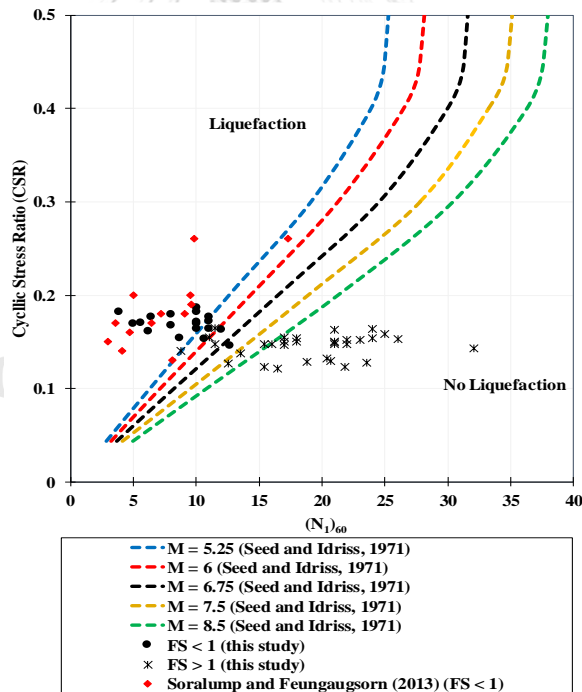 0.5
0.4
0.3
0.2
0.1
0
Cycllic Stress Ratio (CSR)
Liquefaction
No Liquefaction
0 5 10 15 20 25 30 35 40
(N1)60
M = 5.25 (Seed and Idriss, 1971)
M = 6 (Seed and Idriss, 1971)
M = 6.75 (Seed and Idriss, 1971)
M = 7.5 (Seed and Idriss, 1971)
M = 8.5 (Seed and Idriss, 1971)
FS < 1 (this study)
FS > 1 (this study)
Soralump and Feungaugsorn (2013) (FS < 1)